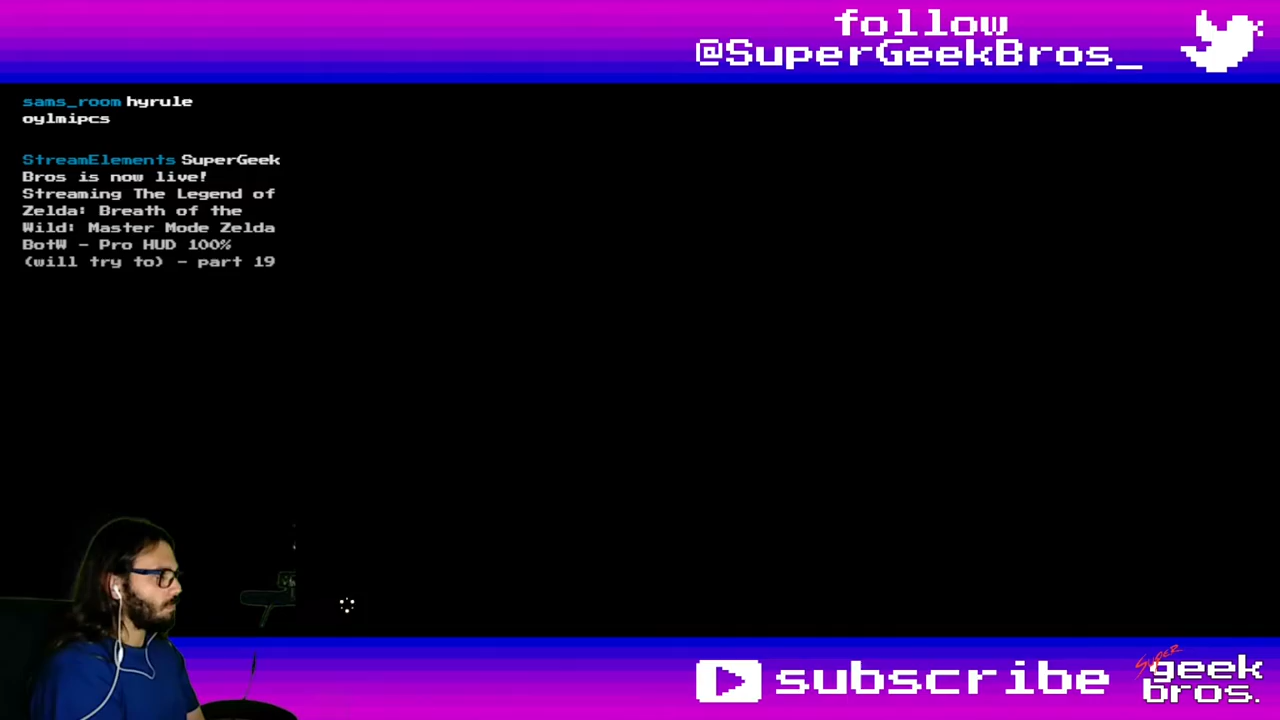 follow
@SuperGeekBros_
sams_room hyrule
oylmipcs
StreamElements SuperGeek
Bros is now live!
Streaming The Legend of
Zelda: Breath of the
Wild: Master Mode Zelda
BotW - Pro HUD 100%
(will try to) - part 19
subscribe
SUPER
geek
bros.